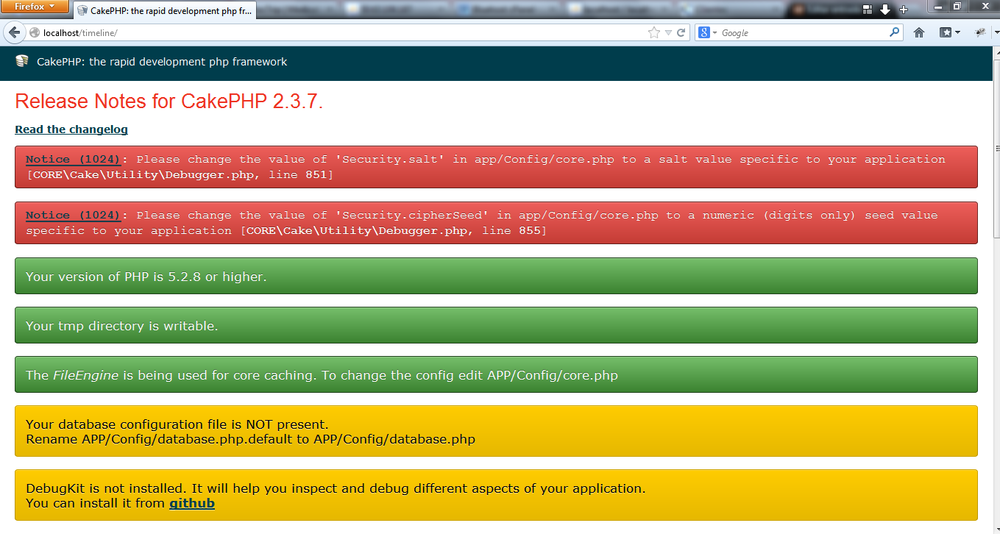 Firefox
CakePHP: the rapid development php fr...
localhost/timeline/
8
Google
CakePHP: the rapid development php framework
Release Notes for CakePHP 2.3.7.
Read the changelog
Notice (1024): Please change the value of 'Security.salt' in app/Config/core.php to a salt value specific to your application
[CORE\Cake\Utility\Debugger.php, line 851]
Notice (1024): Please change the value of 'Security.cipherSeed' in app/Config/core.php to a numeric (digits only) seed value
specific to your application [CORE\Cake\Utility\Debugger.php, line 855]
Your version of PHP is 5.2.8 or higher.
Your tmp directory is writable.
The FileEngine is being used for core caching. To change the config edit APP/Config/core.php
Your database configuration file is NOT present.
Rename APP/Config/database.php.default to APP/Config/database.php
DebugKit is not installed. It will help you inspect and debug different aspects of your application.
You can install it from github